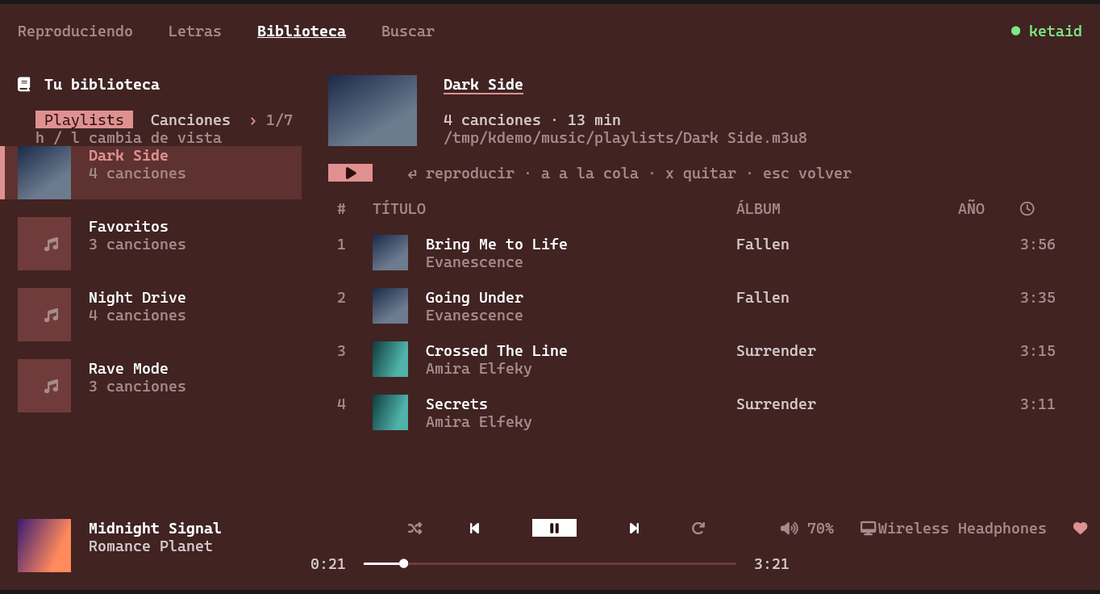 Reproduciendo Letras Biblioteca Buscar ketaid
Tu biblioteca
Playlists Canciones › 1/7
h / l cambia de vista
Dark Side
4 canciones
Favoritos
3 canciones
Night Drive
4 canciones
Rave Mode
3 canciones
Dark Side
4 canciones · 13 min
/tmp/kdemo/music/playlists/Dark Side.m3u8
↵ reproducir · a a la cola · x quitar · esc volver
# TÍTULO ÁLBUM AÑO
1 Bring Me to Life Fallen 3:56
Evanescence
2 Going Under Fallen 3:35
Evanescence
3 Crossed The Line Surrender 3:15
Amira Elfeky
4 Secrets Surrender 3:11
Amira Elfeky
Midnight Signal
Romance Planet
70% Wireless Headphones
0:21 3:21